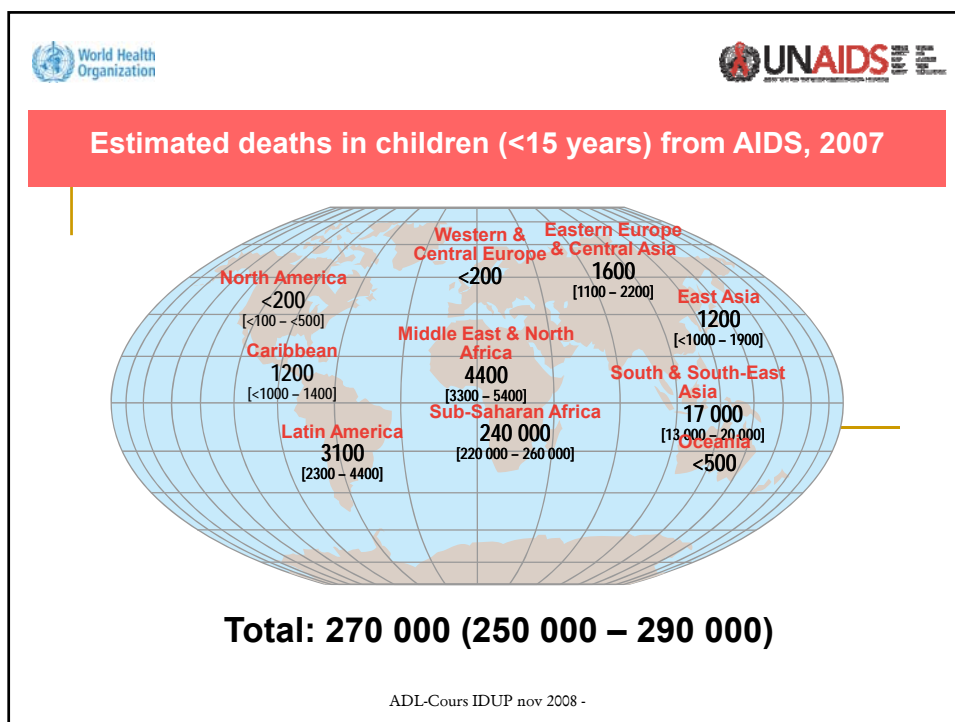 World Health
Organization
UNAIDS
Estimated deaths in children (<15 years) from AIDS, 2007
Western &
Central Europe
<200
Eastern Europe
& Central Asia
1600
[1100 – 2200]
North America
<200
[<100 – <500]
East Asia
1200
[<1000 – 1900]
Caribbean
1200
[<1000 – 1400]
Middle East & North
Africa
4400
[3300 – 5400]
South & South-East
Asia
17 000
[13 000 – 20 000]
Sub-Saharan Africa
240 000
[220 000 – 260 000]
Latin America
3100
[2300 – 4400]
Oceania
<500
Total: 270 000 (250 000 – 290 000)
ADL-Cours IDUP nov 2008 -